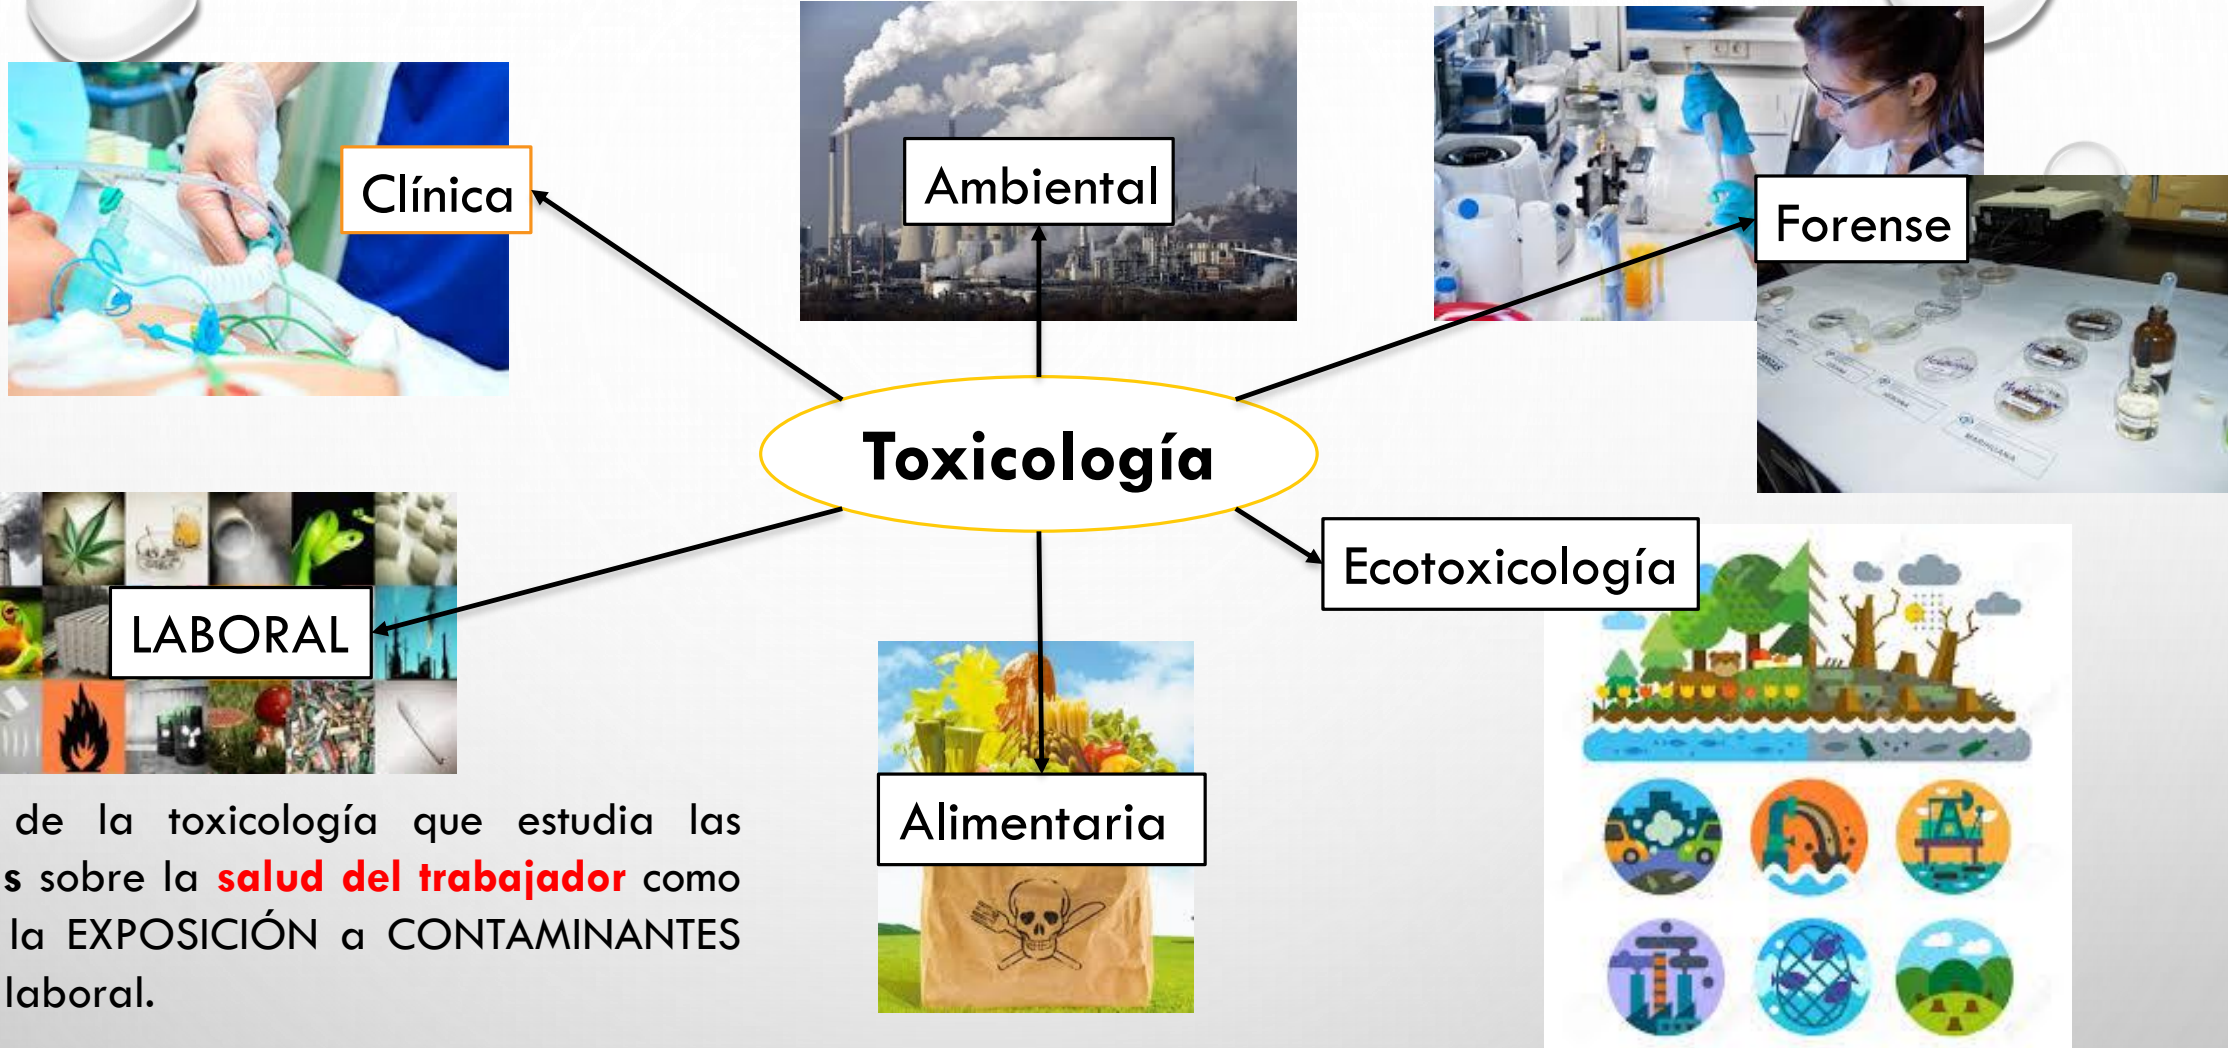 Clínica
Ambiental
Forense
Toxicología
Ecotoxicología
LABORAL
Alimentaria
de la toxicología que estudia las
s sobre la salud del trabajador como
la EXPOSICIÓN a CONTAMINANTES
laboral.
MARIHUANA